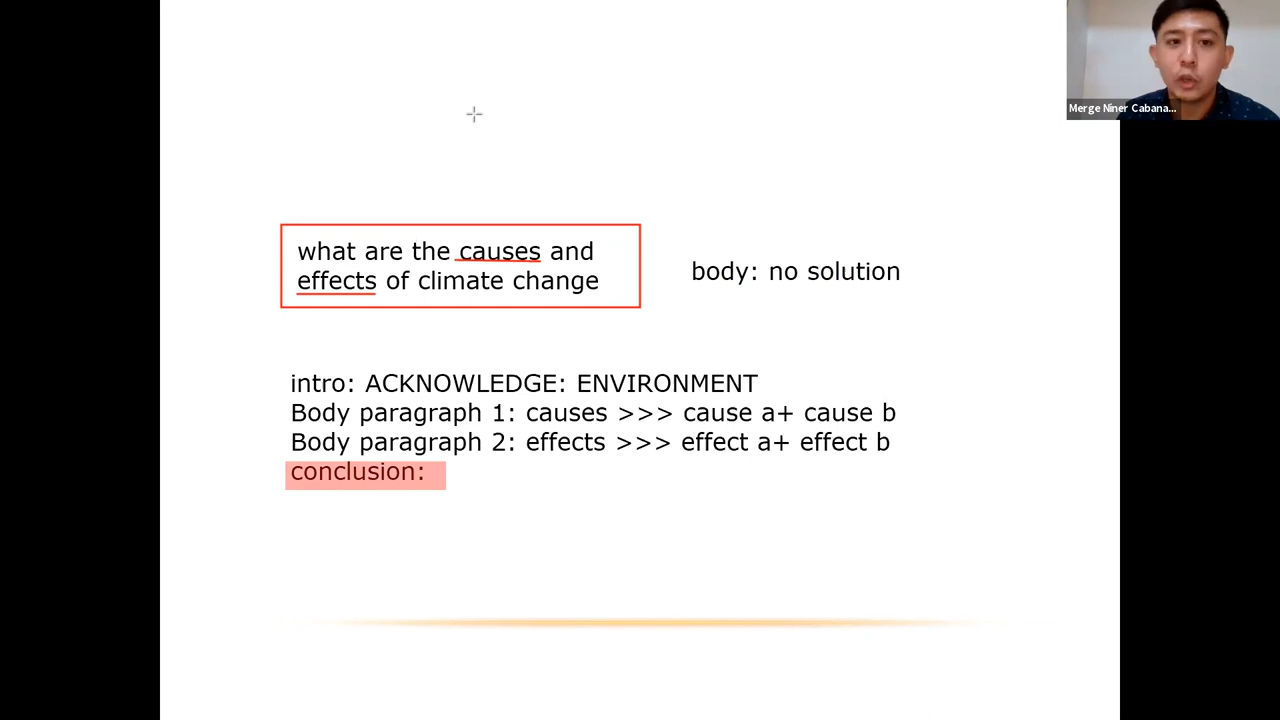 Merge Niner Cabana...
what are the causes and
effects of climate change
body: no solution
intro: ACKNOWLEDGE: ENVIRONMENT
Body paragraph 1: causes >>> cause a+ cause b
Body paragraph 2: effects >>> effect a+ effect b
conclusion: